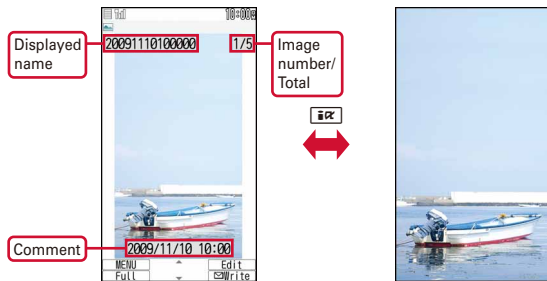 10:00
Displayed
name
20091110100000
1/5
Image
number/
Total
iα
Comment
2009/11/10 10:00
MENU
Edit
Full
Write